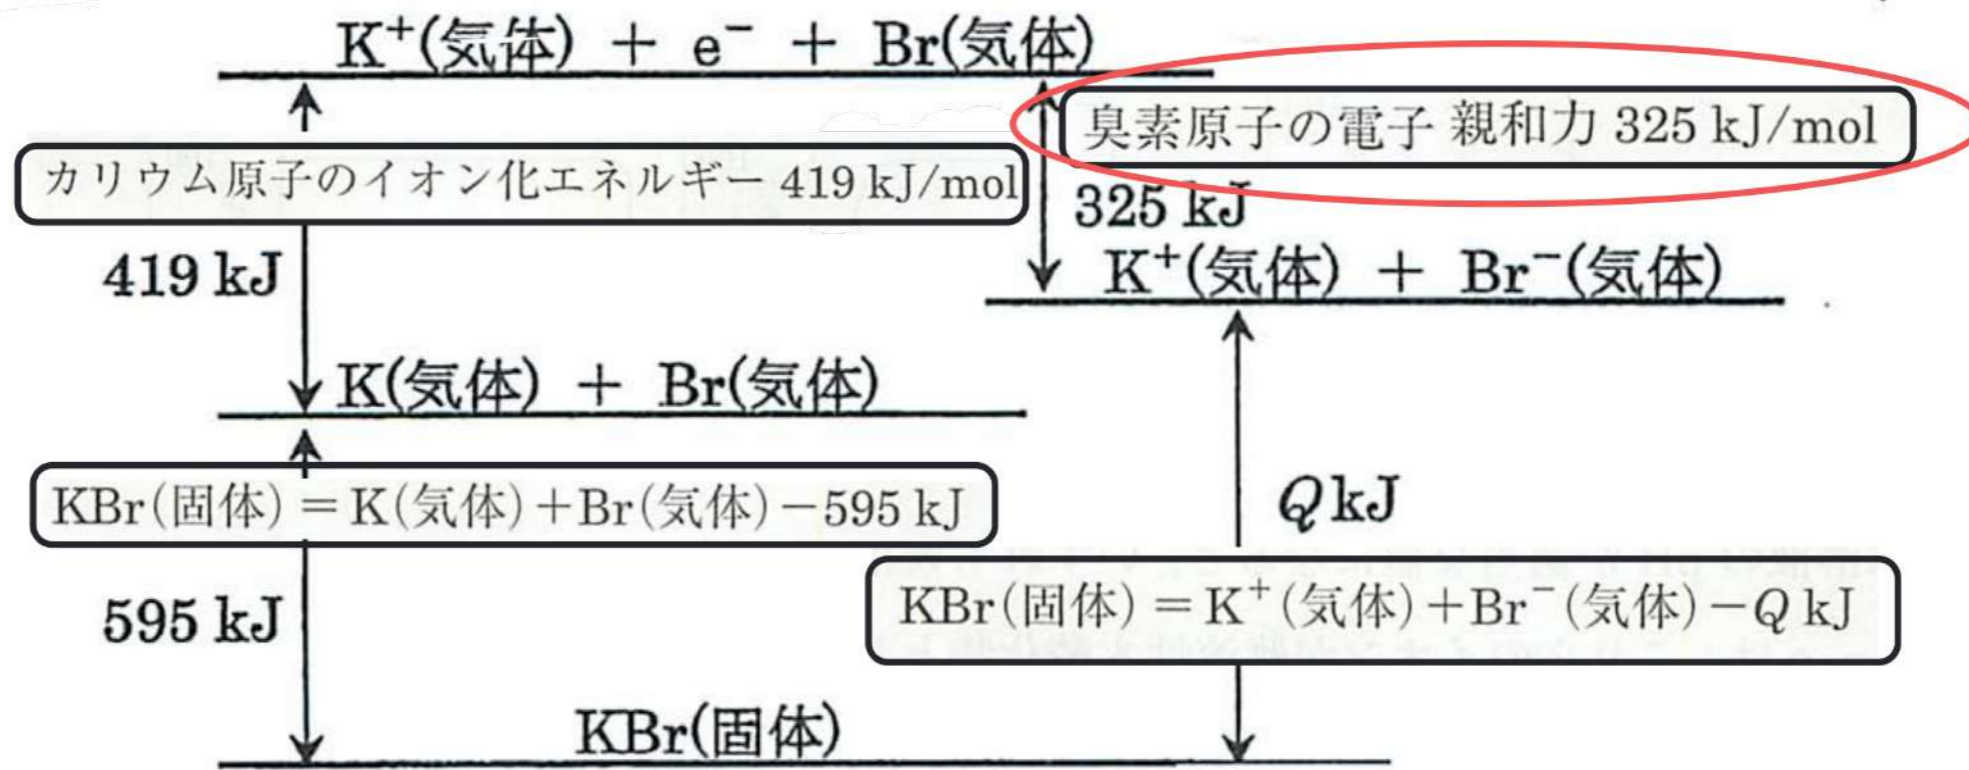 K⁺(気体) + e⁻ + Br(気体)
臭素原子の電子 親和力 325 kJ/mol
カリウム原子のイオン化エネルギー 419 kJ/mol
325 kJ
419 kJ
K⁺(気体) + Br⁻(気体)
K(気体) + Br(気体)
KBr(固体)=K(気体)+Br(気体)−595 kJ
Q kJ
595 kJ
KBr(固体)=K⁺(気体)+Br⁻(気体)−Q kJ
KBr(固体)